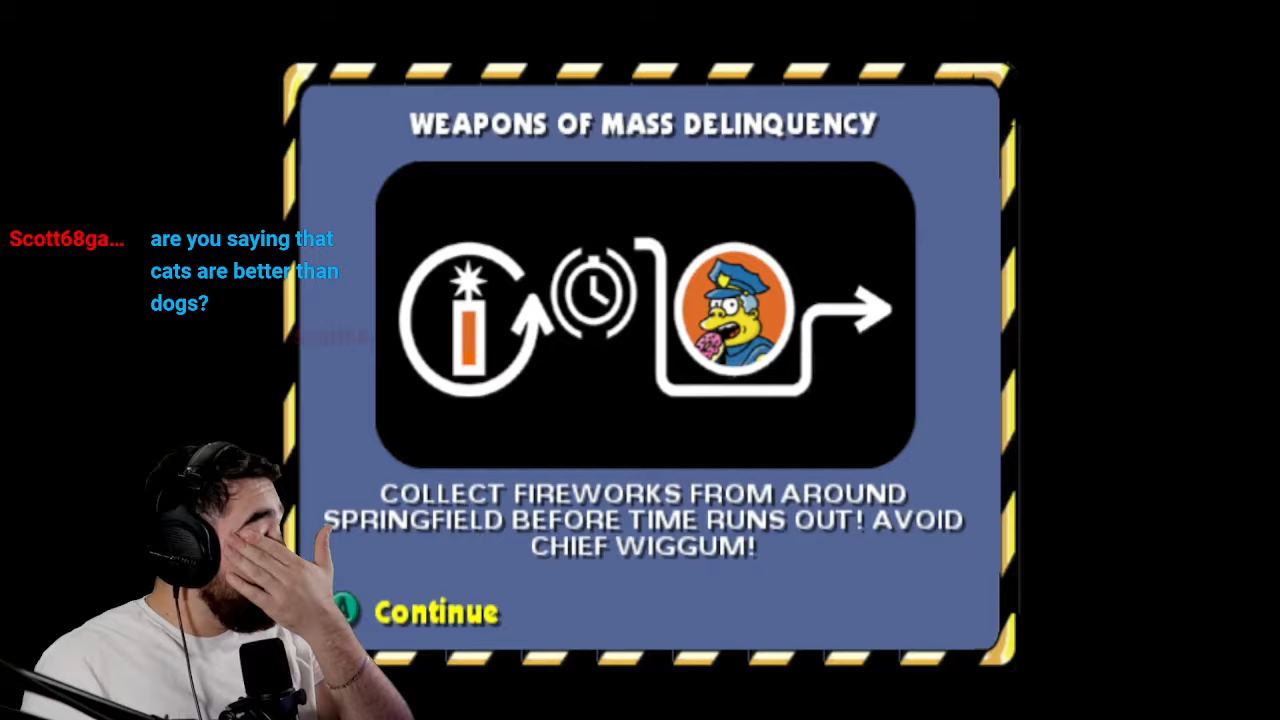 WEAPONS OF MASS DELINQUENCY
Scott68ga... are you saying that
cats are better than
dogs?
COLLECT FIREWORKS FROM AROUND
SPRINGFIELD BEFORE TIME RUNS OUT! AVOID
CHIEF WIGGUM!
A Continue